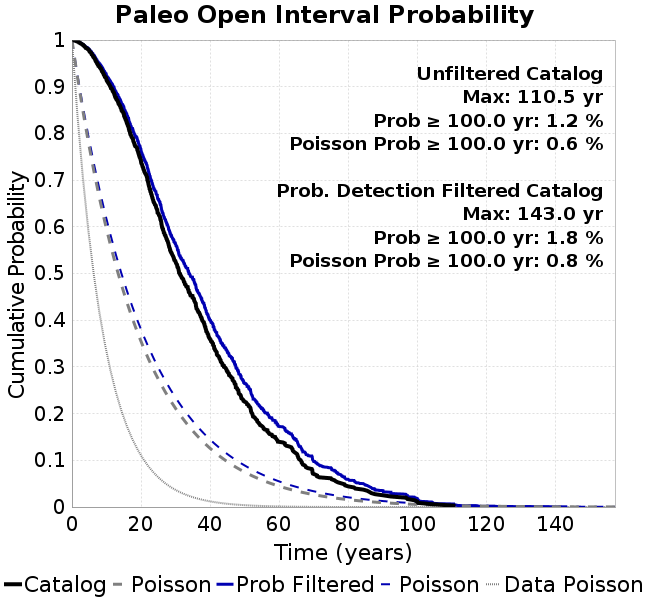 Paleo Open Interval Probability
Cumulative Probability
1
0.9
0.8
0.7
0.6
0.5
0.4
0.3
0.2
0.1
0
Unfiltered Catalog
Max: 110.5 yr
Prob ≥ 100.0 yr: 1.2 %
Poisson Prob ≥ 100.0 yr: 0.6 %
Prob. Detection Filtered Catalog
Max: 143.0 yr
Prob ≥ 100.0 yr: 1.8 %
Poisson Prob ≥ 100.0 yr: 0.8 %
0 20 40 60 80 100 120 140
Time (years)
Catalog Poisson Prob Filtered Poisson Data Poisson